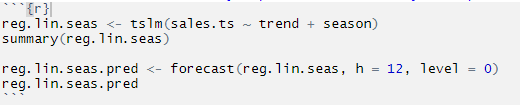 ```{r}
reg.lin.seas <- tslm(sales.ts ~ trend + season)
summary(reg.lin.seas)
reg.lin.seas.pred <- forecast(reg.lin.seas, h = 12, level = 0)
reg.lin.seas.pred
```